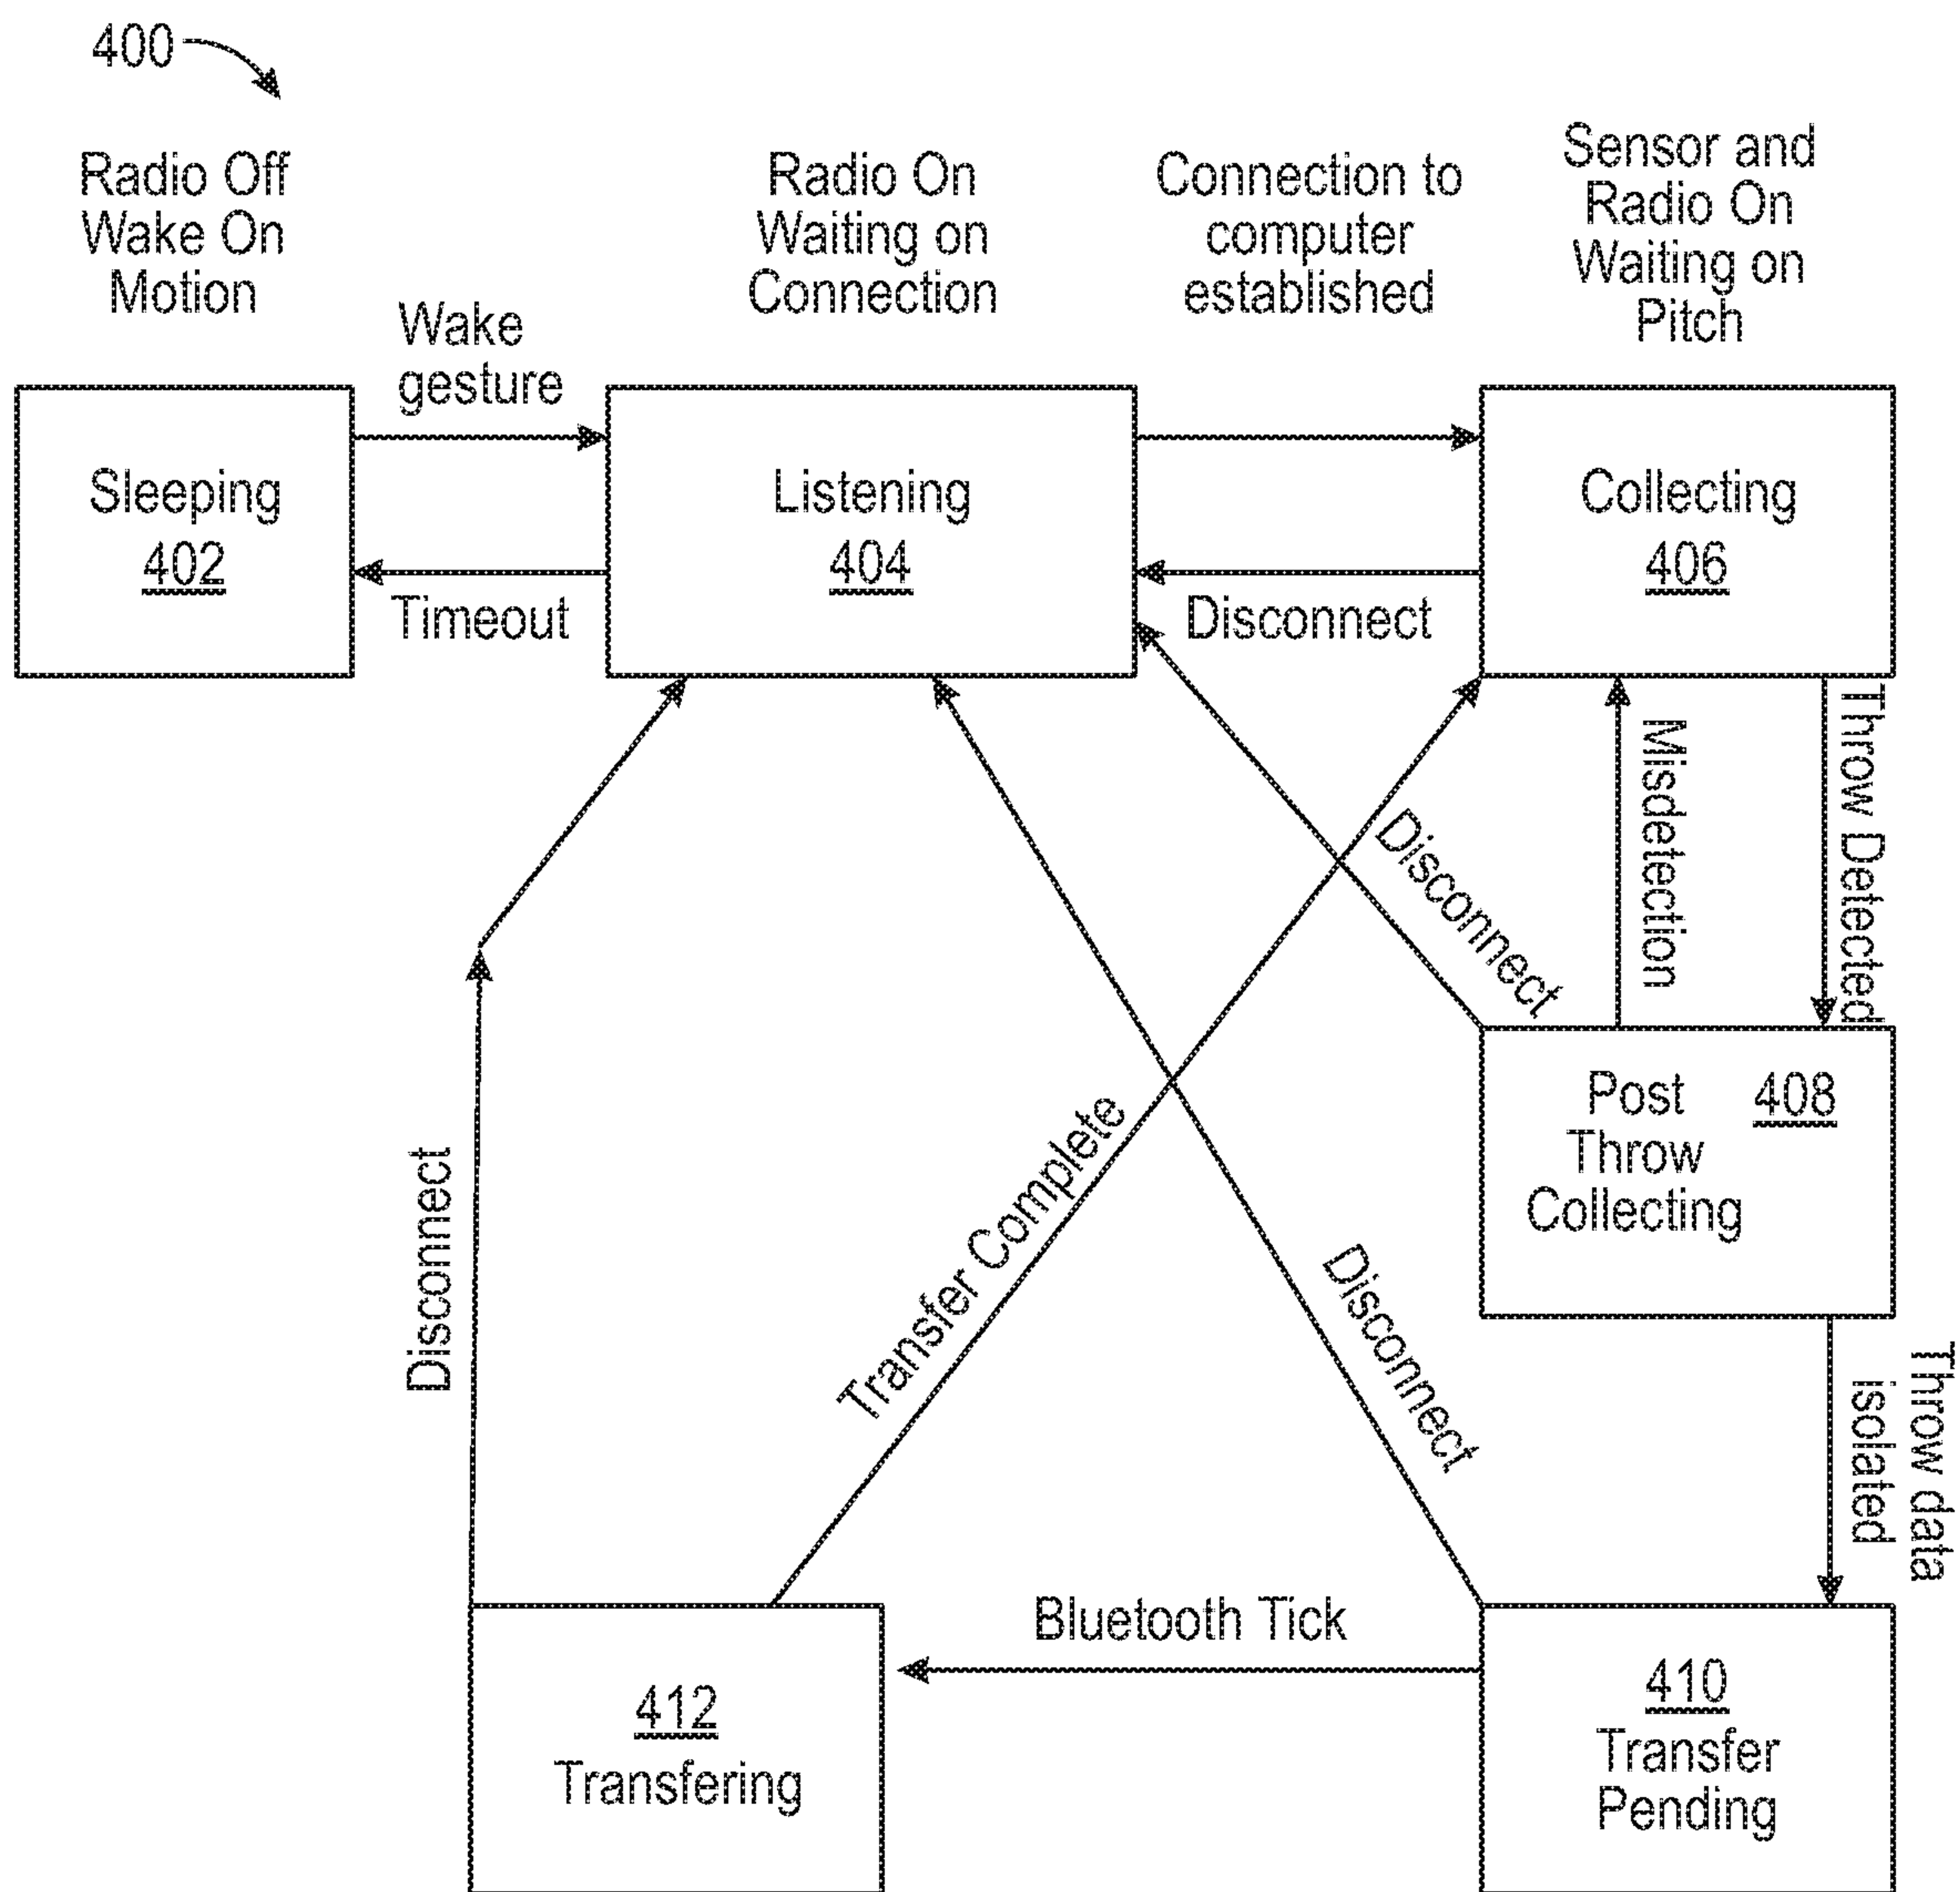 400
Radio Off
Wake On
Motion
Radio On
Waiting on
Connection
Connection to
computer
established
Sensor and
Radio On
Waiting on
Pitch
Wake
gesture
Sleeping
402
Listening
404
Collecting
406
Timeout
Disconnect
Misdetection
Throw Detected
Disconnect
Post 408
Throw
Collecting
Disconnect
Transfer Complete
Disconnect
Throw data
isolated
Bluetooth Tick
412
Transfering
410
Transfer
Pending